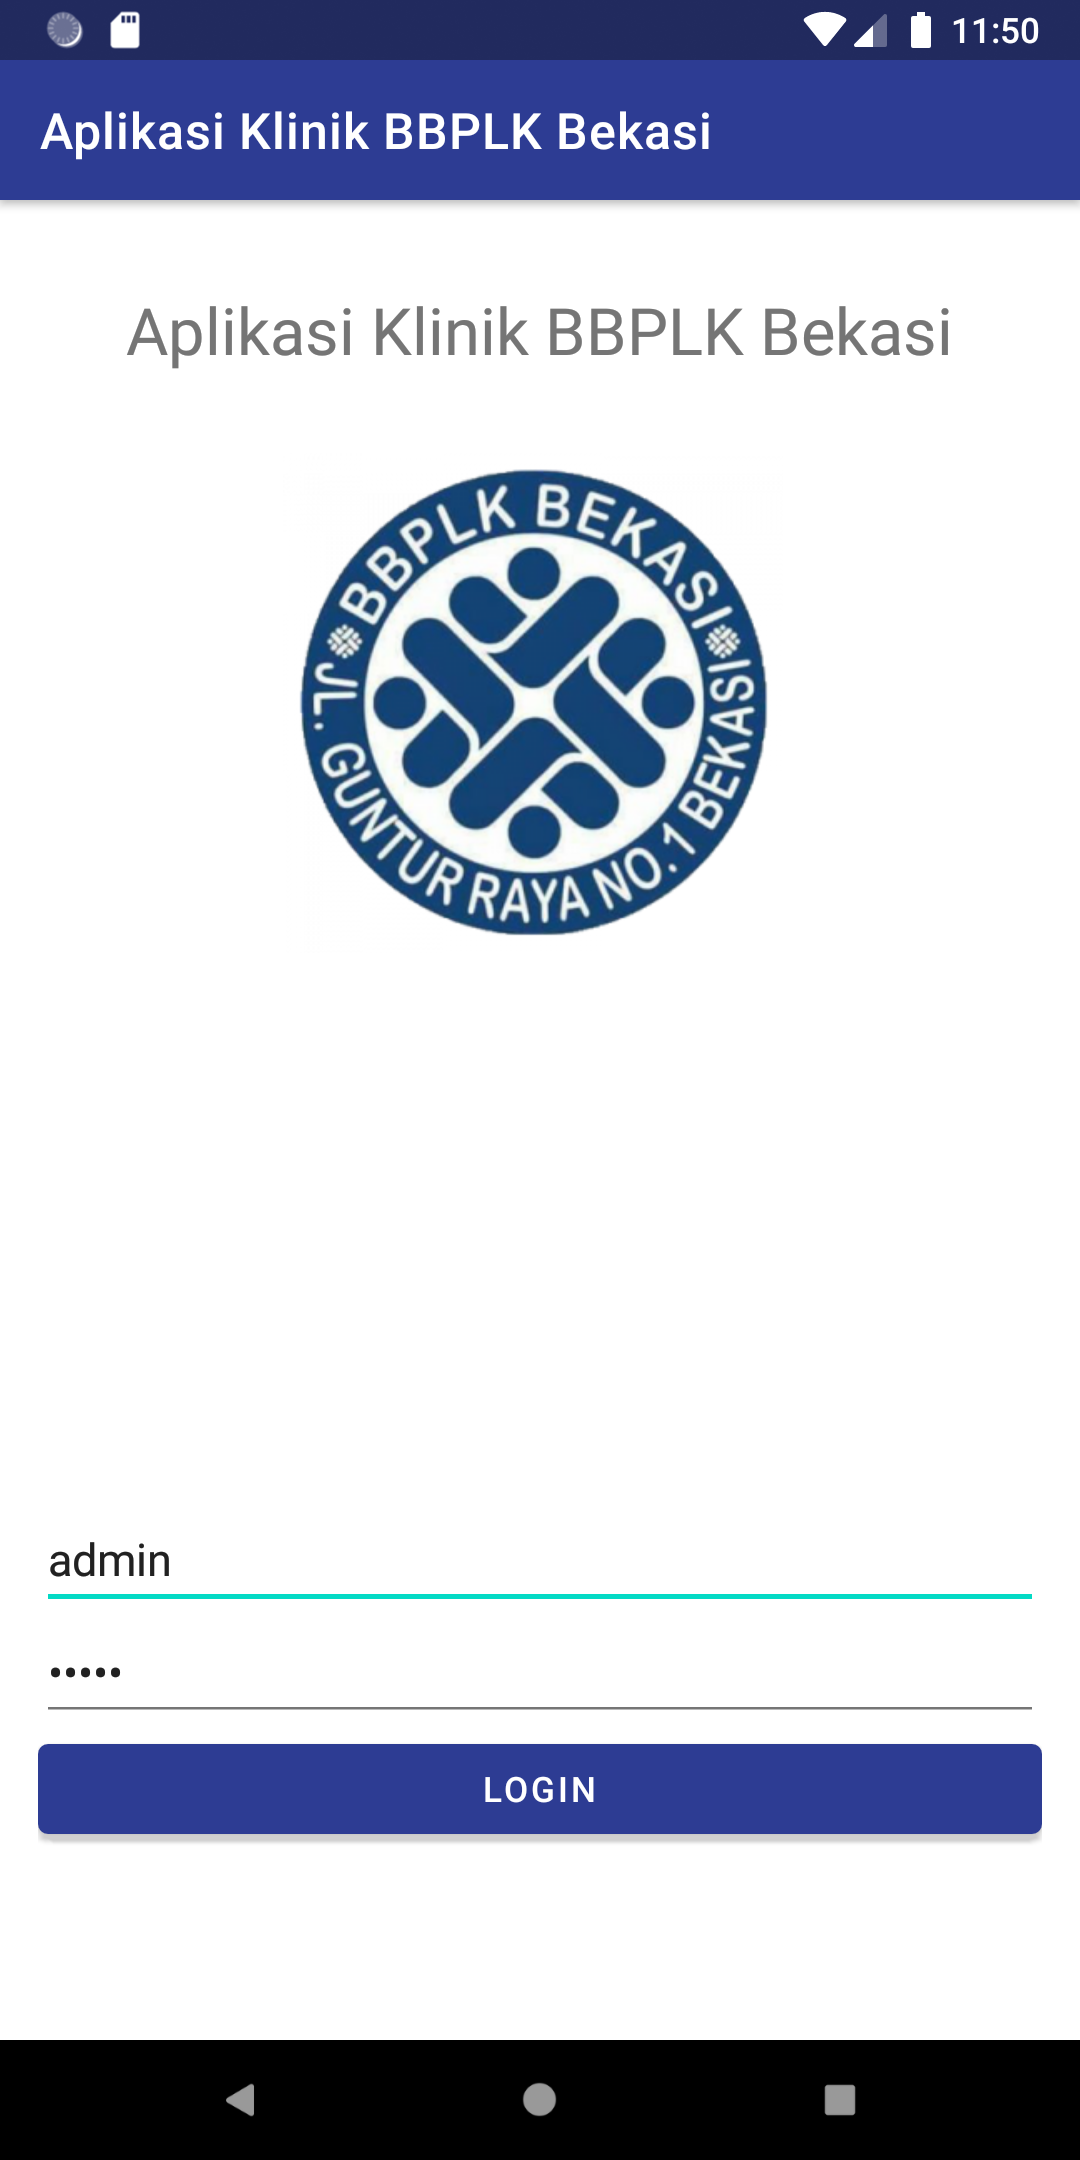 11:50
Aplikasi Klinik BBPLK Bekasi
Aplikasi Klinik BBPLK Bekasi
BBPLK BEKASI
JL. GUNTUR RAYA NO.1 BEKASI
admin
•••••
LOGIN